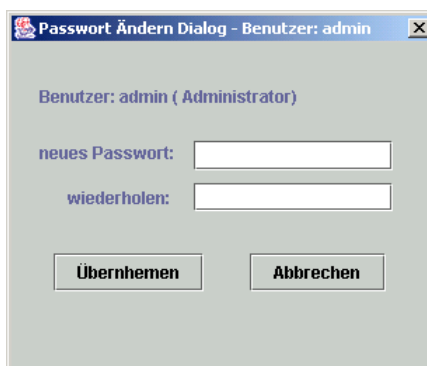 Passwort Ändern Dialog - Benutzer: admin
Benutzer: admin ( Administrator)
neues Passwort:
wiederholen:
Übernhemen Abbrechen